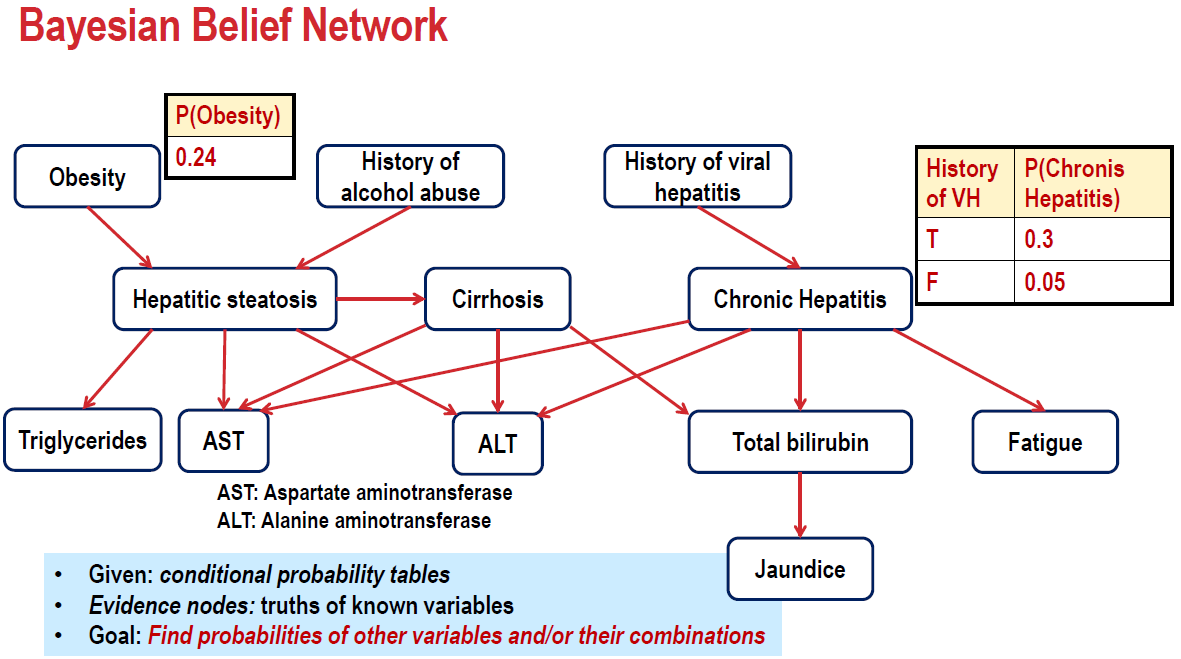 Bayesian Belief Network
P(Obesity)
0.24
Obesity
History of
alcohol abuse
History of viral
hepatitis
History
of VH
P(Chronis
Hepatitis)
T
0.3
F
0.05
Hepatitic steatosis
Cirrhosis
Chronic Hepatitis
Triglycerides
AST
ALT
Total bilirubin
Fatigue
AST: Aspartate aminotransferase
ALT: Alanine aminotransferase
Jaundice
• Given: conditional probability tables
• Evidence nodes: truths of known variables
• Goal: Find probabilities of other variables and/or their combinations